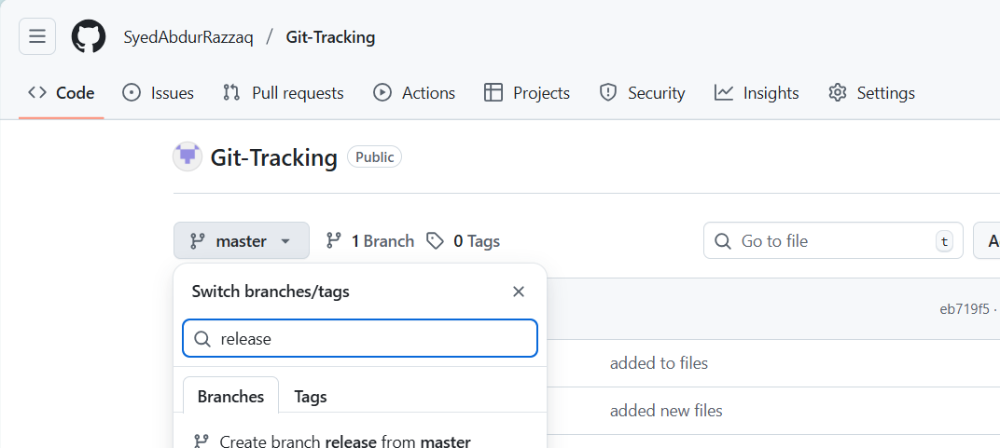 SyedAbdurRazzaq / Git-Tracking
Code Issues Pull requests Actions Projects Security Insights Settings
Git-Tracking Public
master 1 Branch 0 Tags Go to file t A
Switch branches/tags
eb719f5 ·
release
added to files
Branches Tags
added new files
Create branch release from master